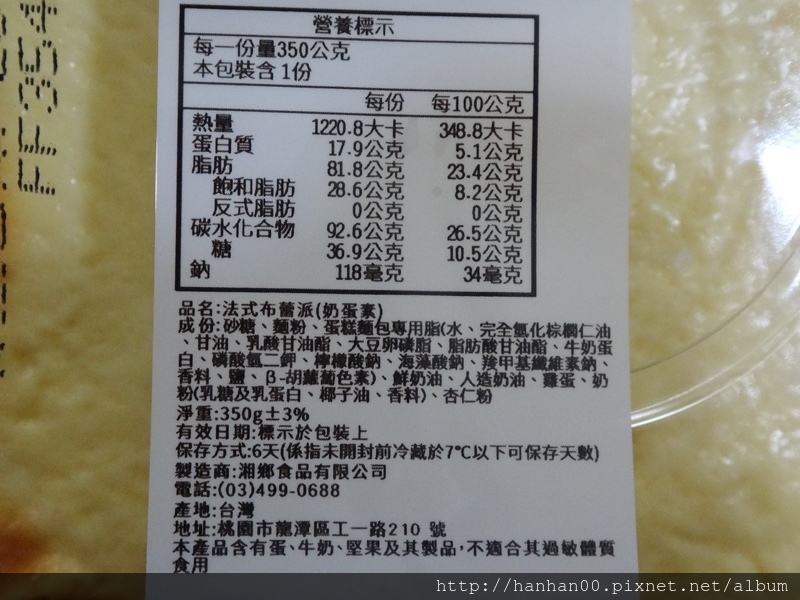 營養標示
每一份量350公克
本包裝含1份
每份 每100公克
熱量 1220.8大卡 348.8大卡
蛋白質 17.9公克 5.1公克
脂肪 81.8公克 23.4公克
飽和脂肪 28.6公克 8.2公克
反式脂肪 0公克 0公克
碳水化合物 92.6公克 26.5公克
糖 36.9公克 10.5公克
鈉 118毫克 34毫克
品名:法式布蕾派(奶蛋素)
成份:砂糖、麵粉、蛋糕麵包專用脂(水、完全氫化棕櫚仁油
、甘油、乳酸甘油酯、大豆卵磷脂、脂肪酸甘油酯、牛奶蛋
白、磷酸氫二鉀、檸檬酸鈉、海藻酸鈉、羧甲基纖維素鈉、
香料、鹽、β-胡蘿蔔色素)、鮮奶油、人造奶油、雞蛋、奶
粉(乳糖及乳蛋白、椰子油、香料)、杏仁粉
淨重:350g±3%
有效日期:標示於包裝上
保存方式:6天(係指未開封前冷藏於7℃以下可保存天數)
製造商:湘鄉食品有限公司
電話:(03)499-0688
產地:台灣
地址:桃園市龍潭區工一路210 號
本產品含有蛋、牛奶、堅果及其製品,不適合其過敏體質
食用
http://hanhan00.pixnet.net/album